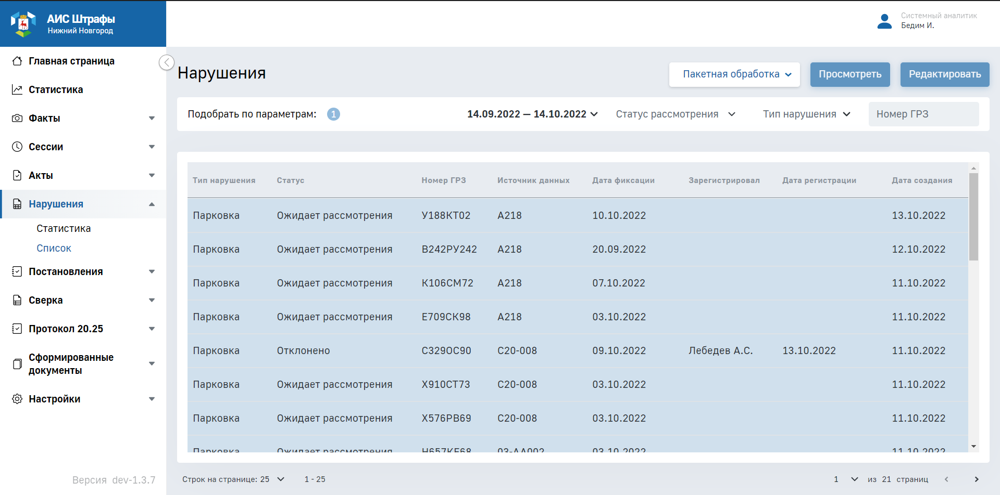 АИС Штрафы
Нижний Новгород
Системный аналитик
Бедим И.
Главная страница
Статистика
Факты
Сессии
Акты
Нарушения
Статистика
Список
Постановления
Сверка
Протокол 20.25
Сформированные
документы
Настройки
Версия dev-1.3.7
Нарушения
Пакетная обработка
Просмотреть
Редактировать
Подобрать по параметрам: 1
14.09.2022 — 14.10.2022
Статус рассмотрения
Тип нарушения
Номер ГРЗ
Тип нарушения Статус Номер ГРЗ Источник данных Дата фиксации Зарегистрировал Дата регистрации Дата создания
Парковка Ожидает рассмотрения У188КТ02 А218 10.10.2022 13.10.2022
Парковка Ожидает рассмотрения В242РУ242 А218 20.09.2022 12.10.2022
Парковка Ожидает рассмотрения К106СМ72 А218 07.10.2022 11.10.2022
Парковка Ожидает рассмотрения Е709СК98 А218 03.10.2022 11.10.2022
Парковка Отклонено С329ОС90 С20-008 09.10.2022 Лебедев А.С. 13.10.2022 11.10.2022
Парковка Ожидает рассмотрения Х910СТ73 С20-008 03.10.2022 11.10.2022
Парковка Ожидает рассмотрения Х576РВ69 С20-008 03.10.2022 11.10.2022
Парковка Ожидает рассмотрения Н657КЕ68 03-АА002 03.10.2022 11.10.2022
Строк на странице: 25 1 - 25
1 из 21 страниц